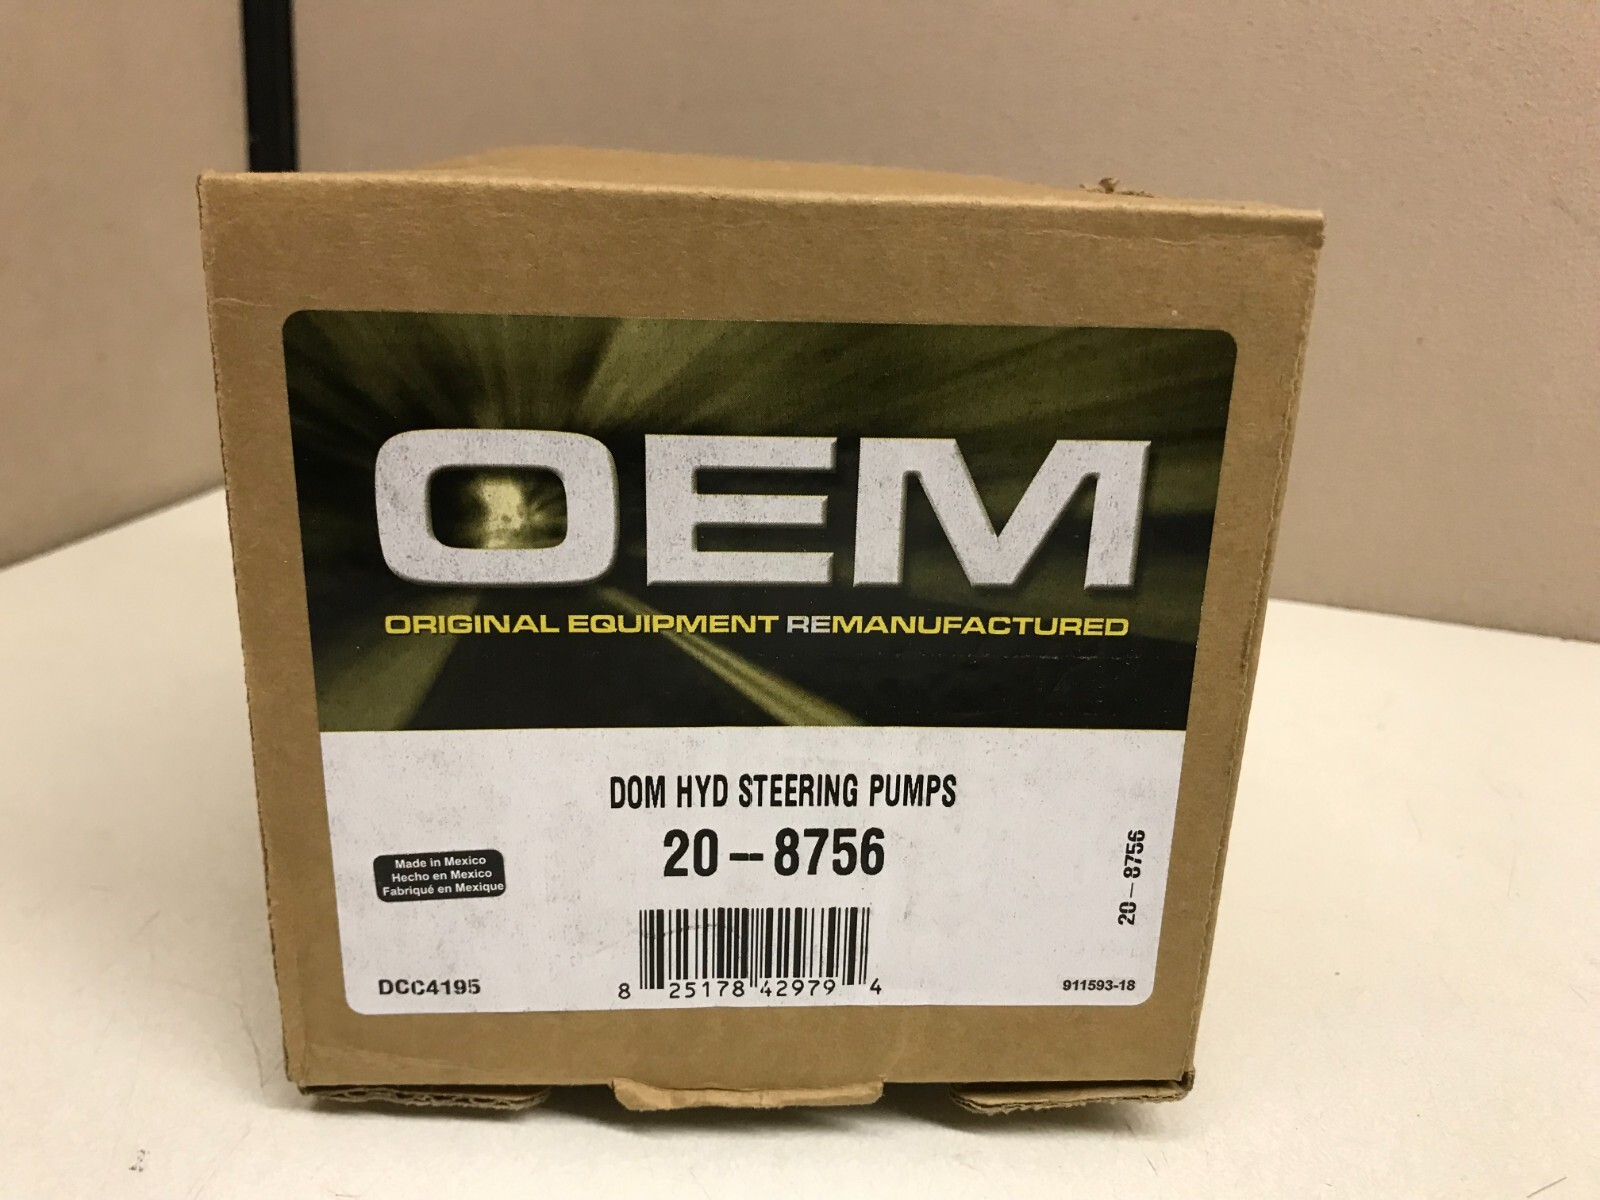 OEM
ORIGINAL EQUIPMENT REMANUFACTURED
DOM HYD STEERING PUMPS
20-8756
Made in Mexico
Hecho en Mexico
Fabriqué en Mexique
20-8756
DCC4195
8 25178 42979 4
911593-18